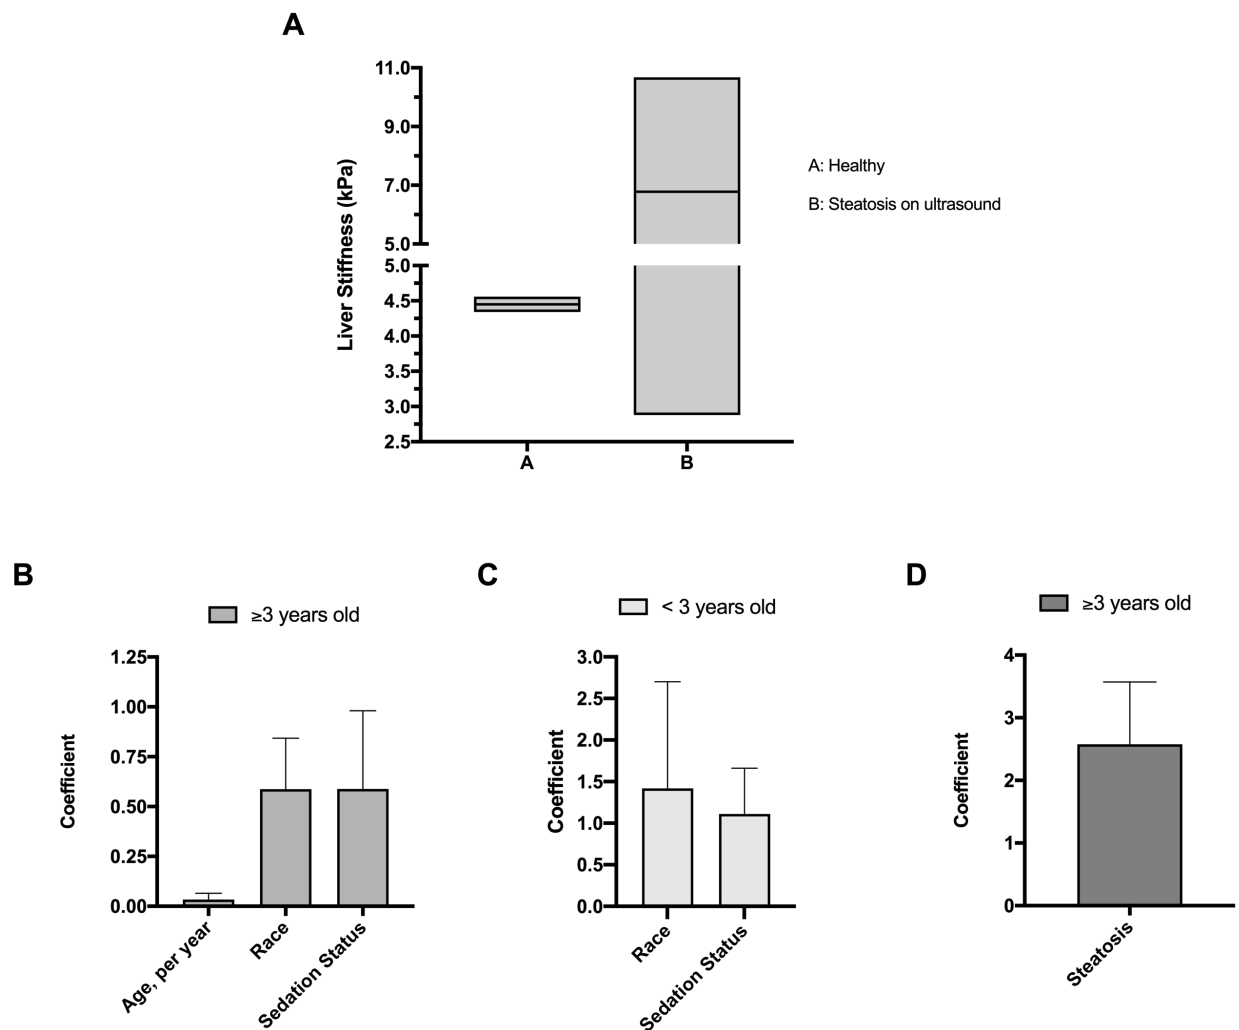 A
11.0
9.0
7.0
5.0
5.0
4.5
4.0
3.5
3.0
2.5
Liver Stiffness (kPa)
A
B
A: Healthy
B: Steatosis on ultrasound
B
≥3 years old
1.25
1.00
0.75
0.50
0.25
0.00
Coefficient
Age, per year
Race
Sedation Status
C
< 3 years old
3.0
2.5
2.0
1.5
1.0
0.5
0.0
Coefficient
Race
Sedation Status
D
≥3 years old
4
3
2
1
0
Coefficient
Steatosis